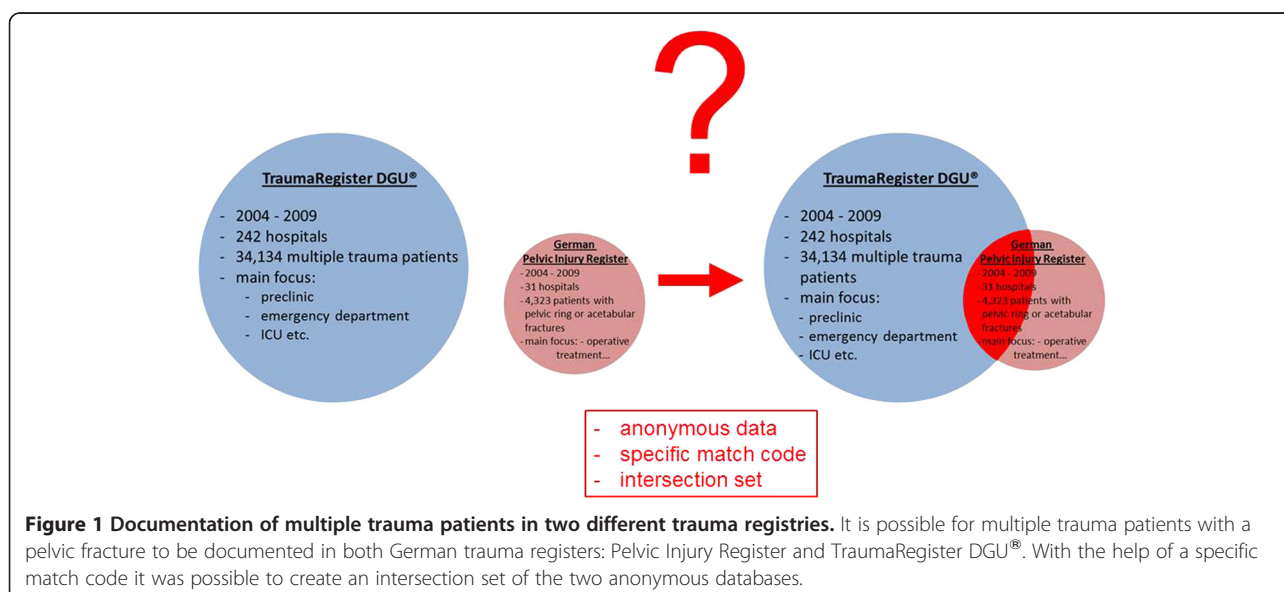 ?
TraumaRegister DGU®
- 2004 - 2009
- 242 hospitals
- 34,134 multiple trauma patients
- main focus:
- preclinic
- emergency department
- ICU etc.
German
Pelvic Injury Register
- 2004 - 2009
- 31 hospitals
- 4,323 patients with
pelvic ring or acetabular
fractures
- main focus: - operative
treatment...
TraumaRegister DGU®
- 2004 - 2009
- 242 hospitals
- 34,134 multiple trauma
patients
- main focus:
- preclinic
- emergency department
- ICU etc.
German
Pelvic Injury Register
- 2004 - 2009
- 31 hospitals
- 4,323 patients with
pelvic ring or acetabular
fractures
- main focus: - operative
treatment...
- anonymous data
- specific match code
- intersection set
Figure 1 Documentation of multiple trauma patients in two different trauma registries. It is possible for multiple trauma patients with a
pelvic fracture to be documented in both German trauma registers: Pelvic Injury Register and TraumaRegister DGU®. With the help of a specific
match code it was possible to create an intersection set of the two anonymous databases.